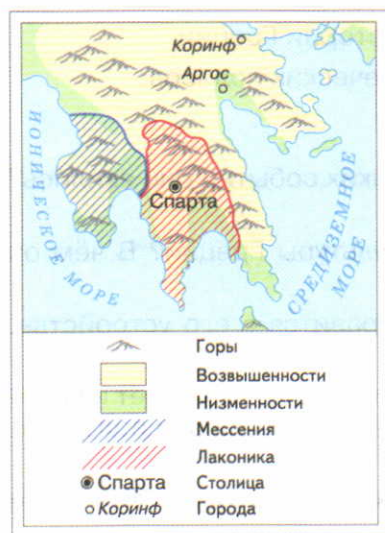 Коринф
Аргос
ИОНИЧЕСКОЕ МОРЕ
Спарта
СРЕДИЗЕМНОЕ
МОРЕ
Горы
Возвышенности
Низменности
Мессения
Лаконика
Спарта Столица
Коринф Города